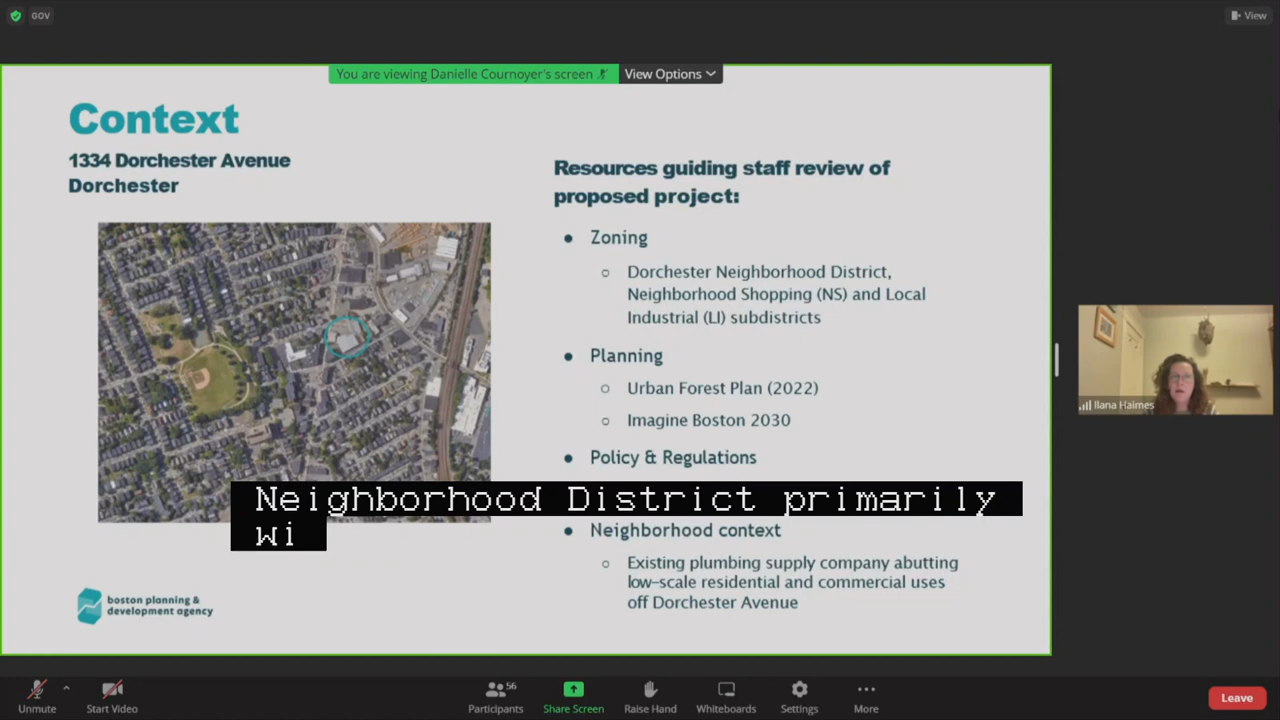 GOV
View
You are viewing Danielle Cournoyer's screen
View Options
Context
1334 Dorchester Avenue
Dorchester
Resources guiding staff review of
proposed project:
Zoning
Dorchester Neighborhood District,
Neighborhood Shopping (NS) and Local
Industrial (LI) subdistricts
Planning
Urban Forest Plan (2022)
Imagine Boston 2030
Policy & Regulations
Neighborhood District primarily
wi
Neighborhood context
Existing plumbing supply company abutting
low-scale residential and commercial uses
off Dorchester Avenue
boston planning &
development agency
Ilana Haimes
Unmute
Start Video
56
Participants
Share Screen
Raise Hand
Whiteboards
Settings
More
Leave